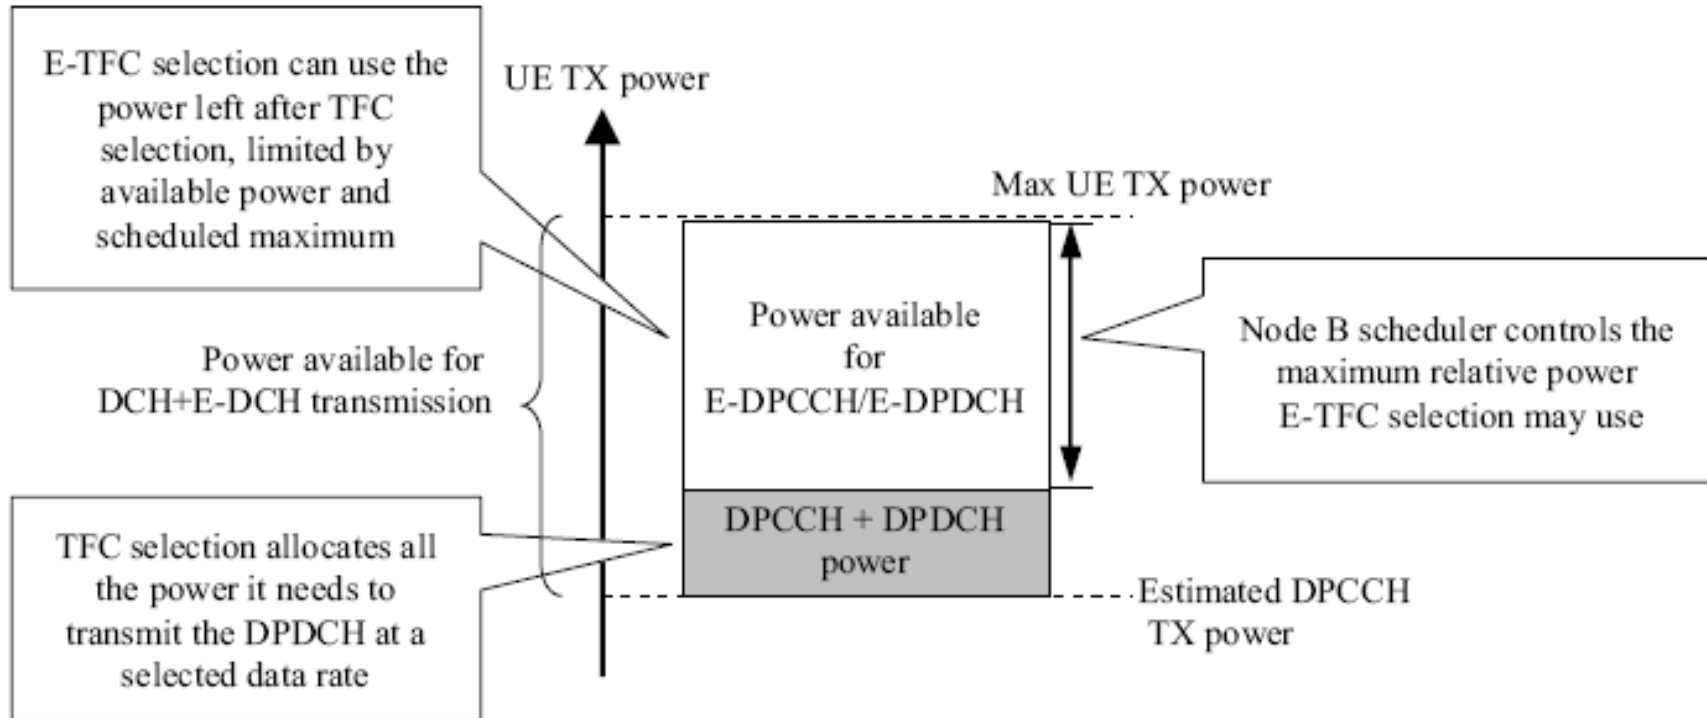 E-TFC selection can use the
power left after TFC
selection, limited by
available power and
scheduled maximum
UE TX power
Max UE TX power
Power available
for
E-DPCCH/E-DPDCH
Node B scheduler controls the
maximum relative power
E-TFC selection may use
Power available for
DCH+E-DCH transmission
DPCCH + DPDCH
power
TFC selection allocates all
the power it needs to
transmit the DPDCH at a
selected data rate
Estimated DPCCH
TX power